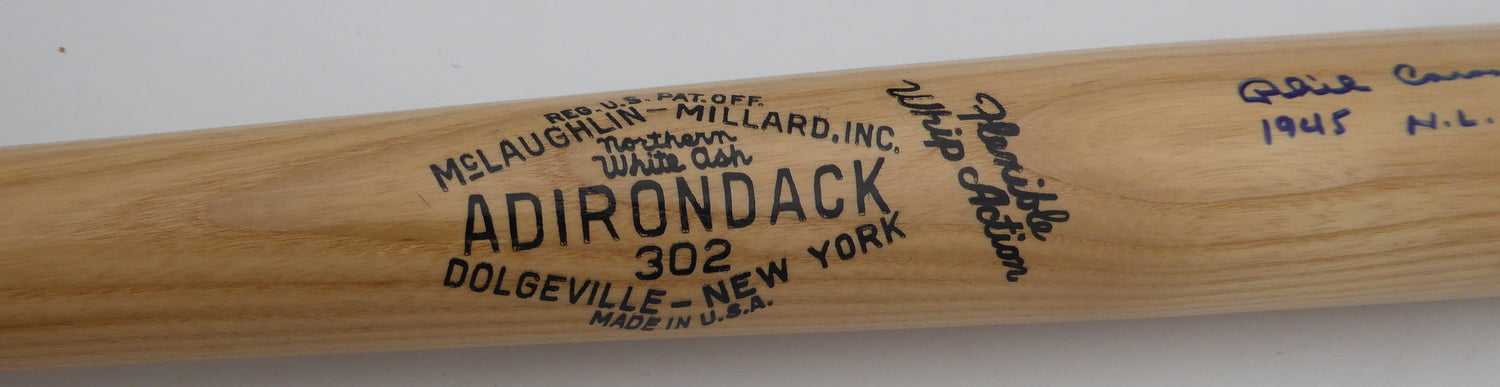 REG. U.S. PAT. OFF.
McLAUGHLIN-MILLARD, INC.
Northern
White Ash
ADIRONDACK
302
DOLGEVILLE-NEW YORK
MADE IN U.S.A.
Flexible
Whip Action
1945 N.L.